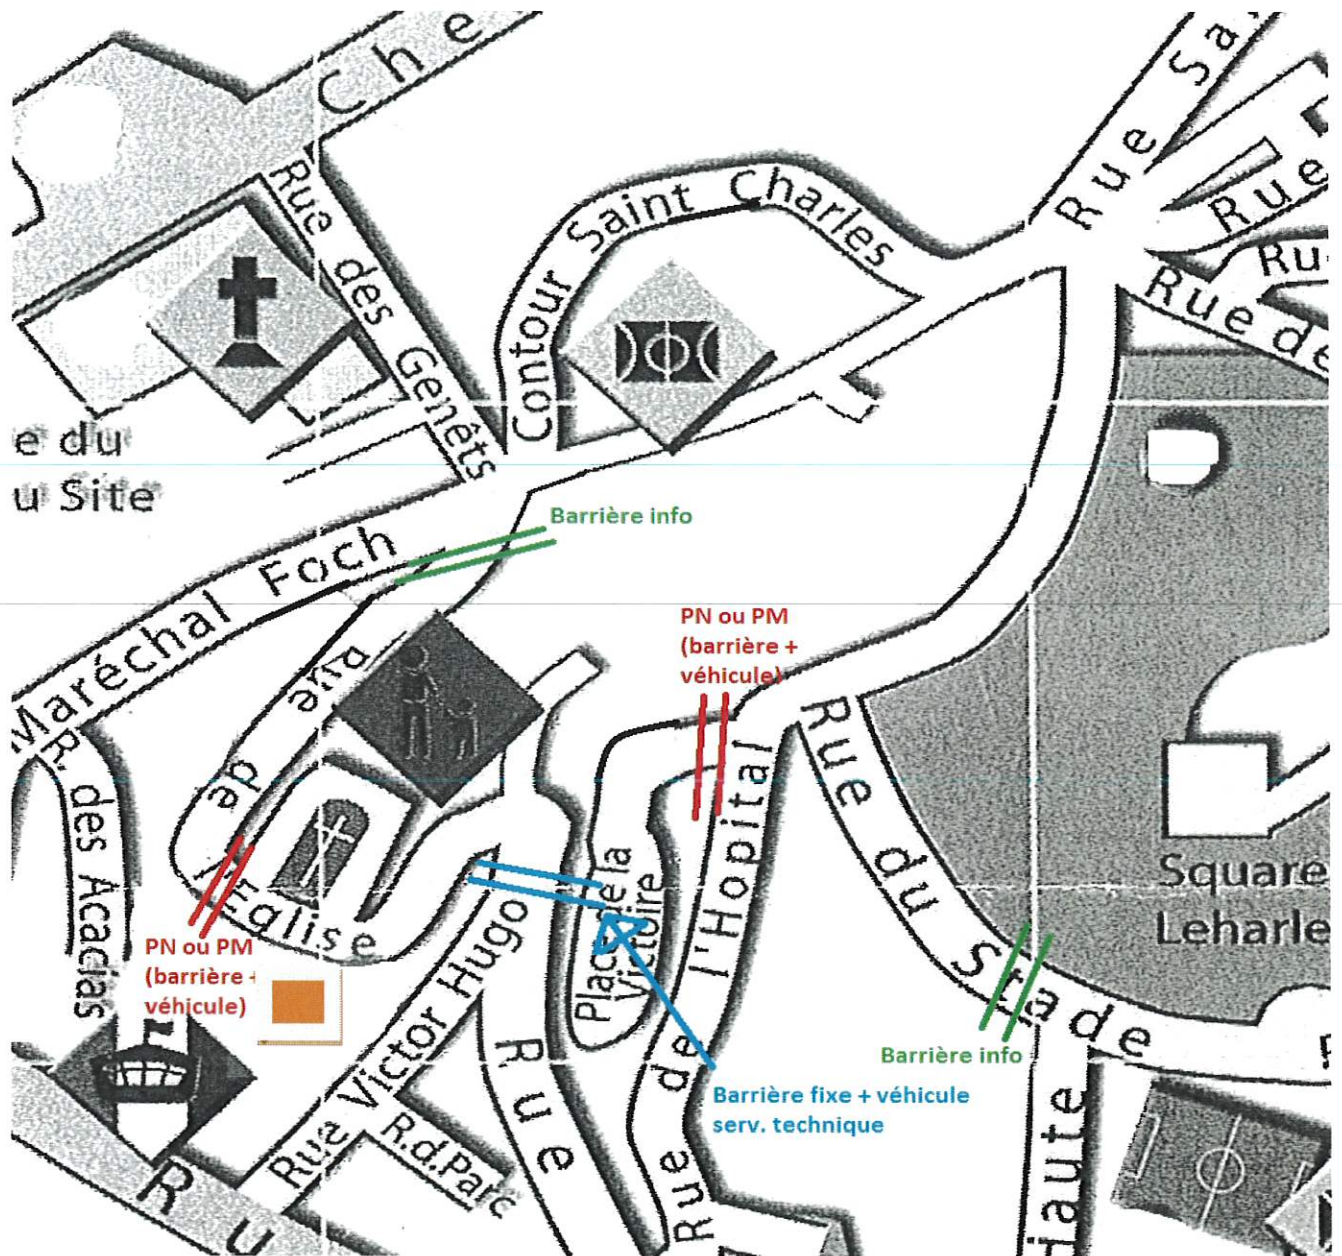 Che
Rue Sa
Rue des Genêts
Contour Saint Charles
Rue
Ru
Rue de
e du
u Site
Barrière info
Maréchal Foch
PN ou PM
(barrière +
véhicule)
Rue de l'Eglise
R. des Acacias
Rue du Stade
Place de la
Victoire
Rue de l'Hopital
Square
Leharle
PN ou PM
(barrière +
véhicule)
Rue Victor Hugo
Rue
Barrière info
Barrière fixe + véhicule
serv. technique
R.d.Parc
Ru
iaute